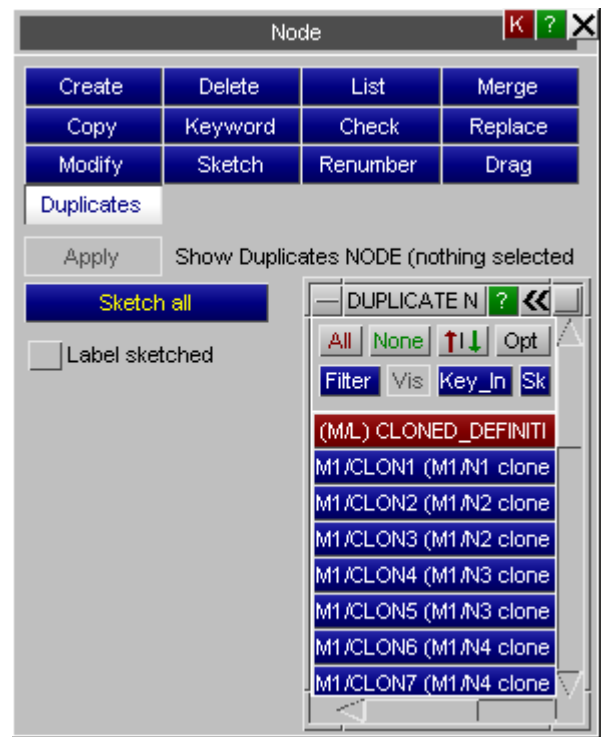 Node K ? X
Create Delete List Merge
Copy Keyword Check Replace
Modify Sketch Renumber Drag
Duplicates
Apply Show Duplicates NODE (nothing selected
Sketch all
DUPLICATE N ?
Label sketched
All None Opt
Filter Vis Key_In Sk
(M/L) CLONED_DEFINITI
M1/CLON1 (M1/N1 clone
M1/CLON2 (M1/N2 clone
M1/CLON3 (M1/N2 clone
M1/CLON4 (M1/N3 clone
M1/CLON5 (M1/N3 clone
M1/CLON6 (M1/N4 clone
M1/CLON7 (M1/N4 clone